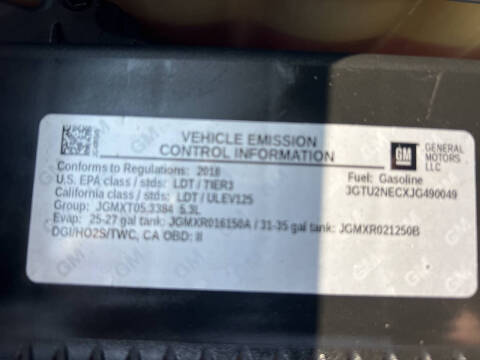 VEHICLE EMISSION
CONTROL INFORMATION
GM
GENERAL
MOTORS
LLC
Conforms to Regulations: 2018
Fuel: Gasoline
U.S. EPA class / stds: LDT / TIER3
3GTU2NECXJG490049
California class / stds: LDT / ULEV125
Group: JGMXT05.3384 5.3L
Evap: 25-27 gal tank: JGMXR016150A / 31-35 gal tank: JGMXR021250B
DGI/HO2S/TWC, CA OBD: II